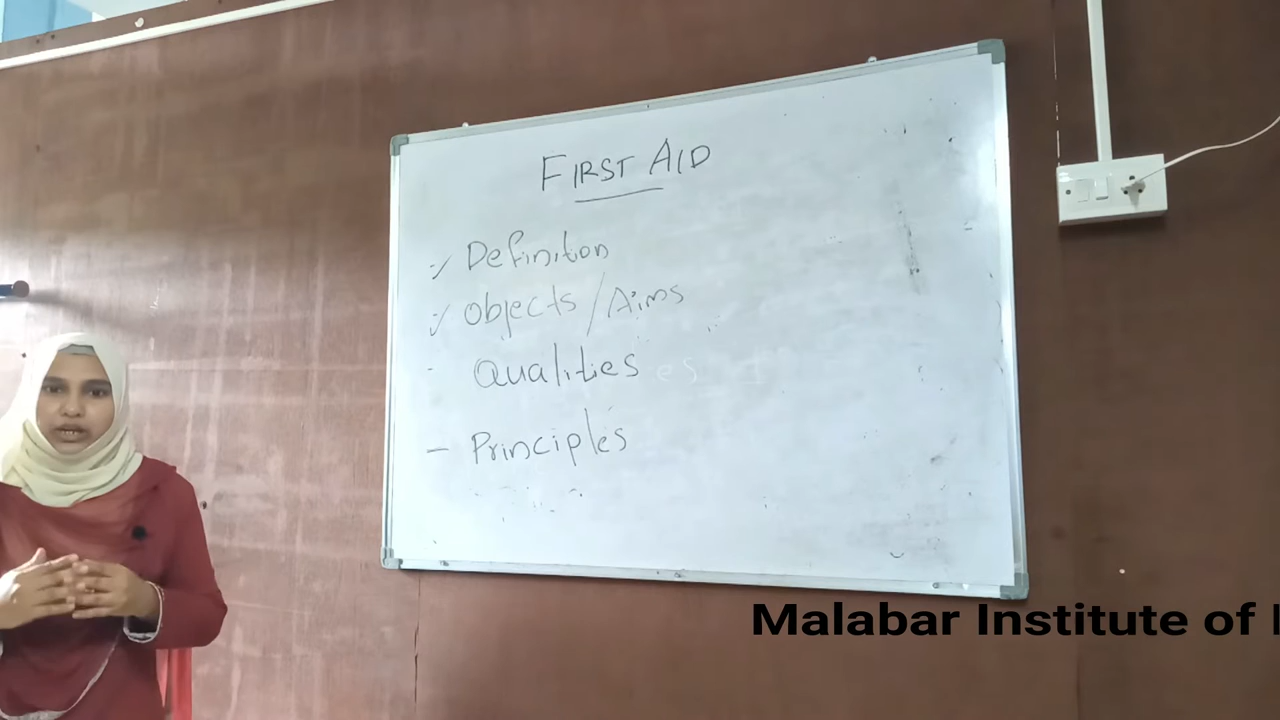 FIRST AID
✓ Definition
✓ Objects / Aims
- Qualities
- Principles
Malabar Institute of